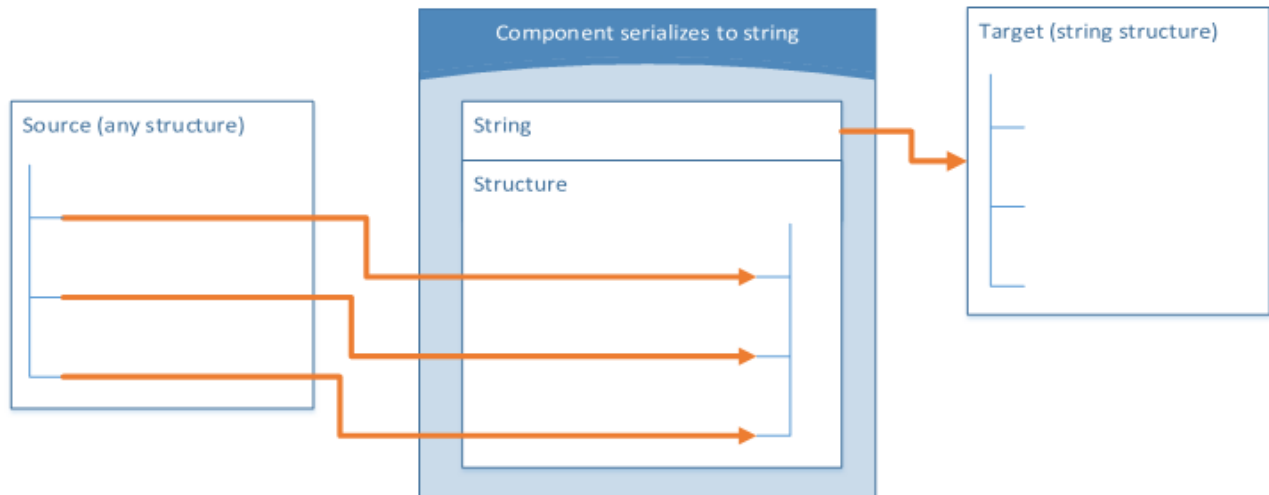 Source (any structure)
Component serializes to string
String
Structure
Target (string structure)